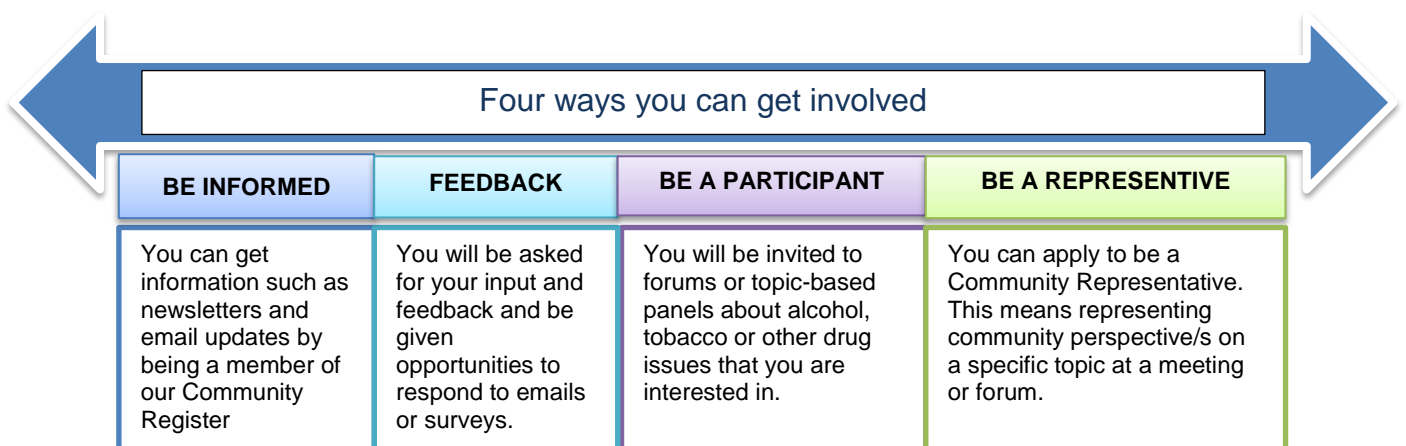 Four ways you can get involved
BE INFORMED
You can get
information such as
newsletters and
email updates by
being a member of
our Community
Register
FEEDBACK
You will be asked
for your input and
feedback and be
given
opportunities to
respond to emails
or surveys.
BE A PARTICIPANT
You will be invited to
forums or topic-based
panels about alcohol,
tobacco or other drug
issues that you are
interested in.
BE A REPRESENTIVE
You can apply to be a
Community Representative.
This means representing
community perspective/s on
a specific topic at a meeting
or forum.